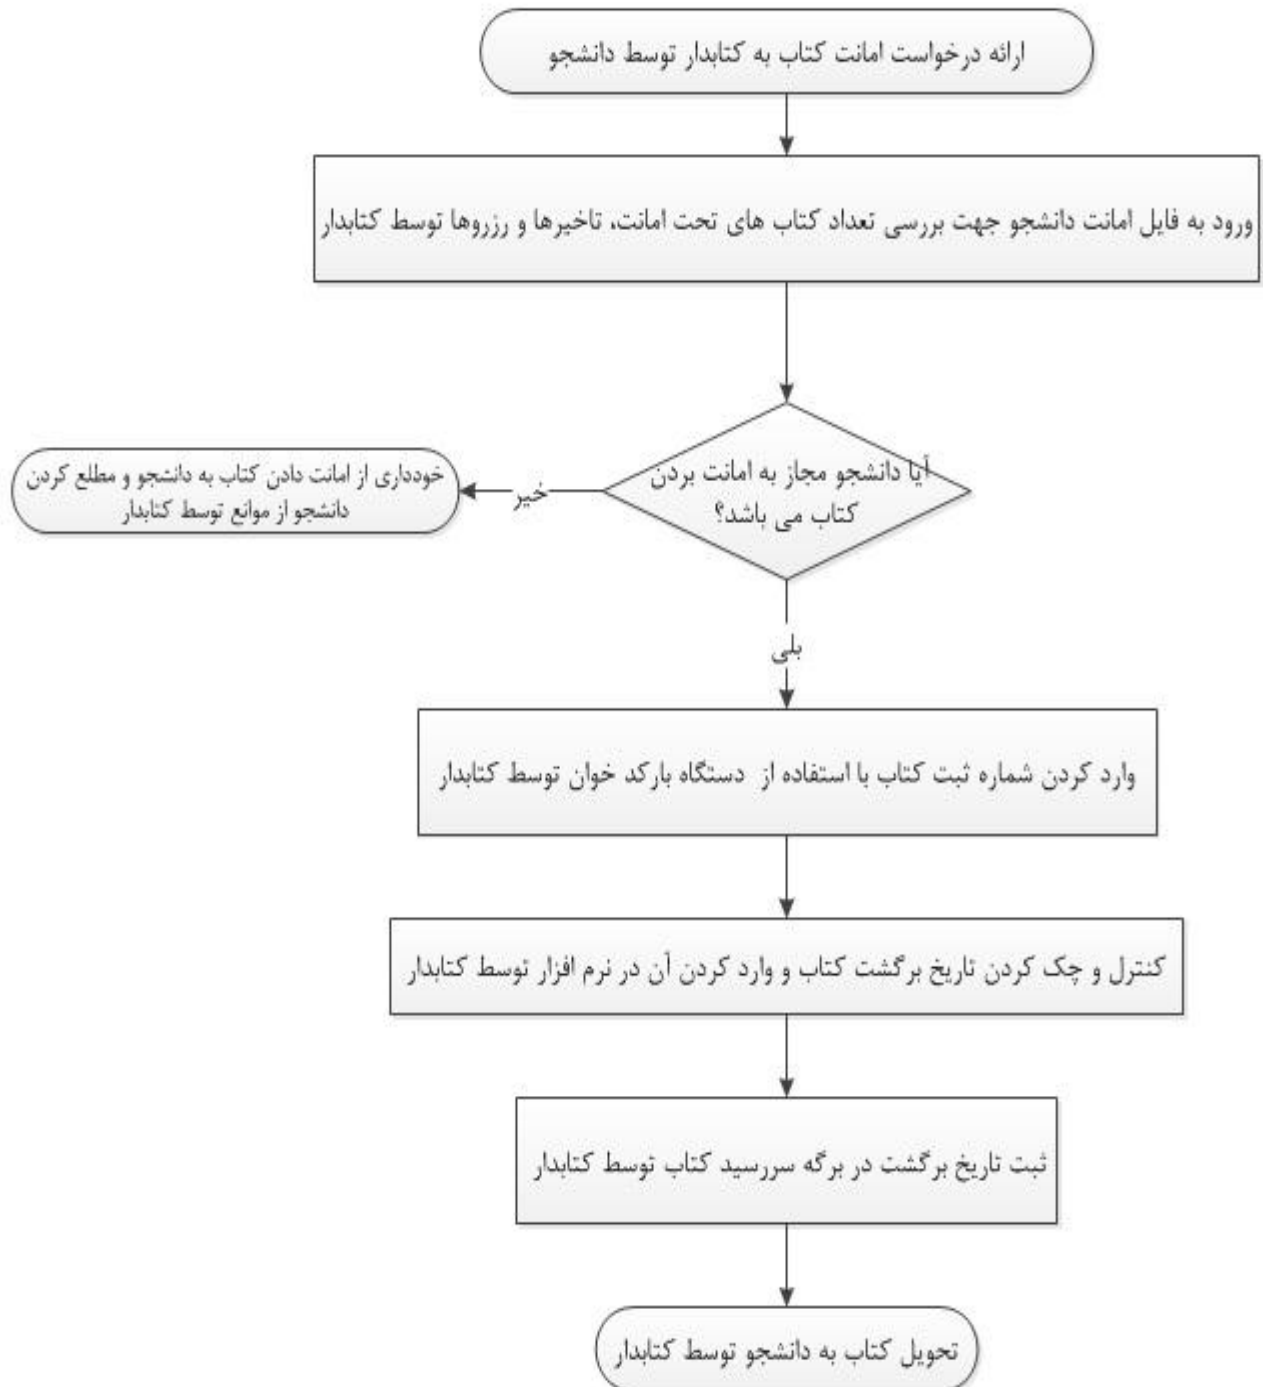 ارائه درخواست امانت کتاب به کتابدار توسط دانشجو
ورود به فایل امانت دانشجو جهت بررسی تعداد کتاب های تحت امانت، تاخیرها و رزروها توسط کتابدار
آیا دانشجو مجاز به امانت بردن
کتاب می باشد؟
خیر
خودداری از امانت دادن کتاب به دانشجو و مطلع کردن
دانشجو از موانع توسط کتابدار
بلی
وارد کردن شماره ثبت کتاب با استفاده از دستگاه بارکد خوان توسط کتابدار
کنترل و چک کردن تاریخ برگشت کتاب و وارد کردن آن در نرم افزار توسط کتابدار
ثبت تاریخ برگشت در برگه سررسید کتاب توسط کتابدار
تحویل کتاب به دانشجو توسط کتابدار